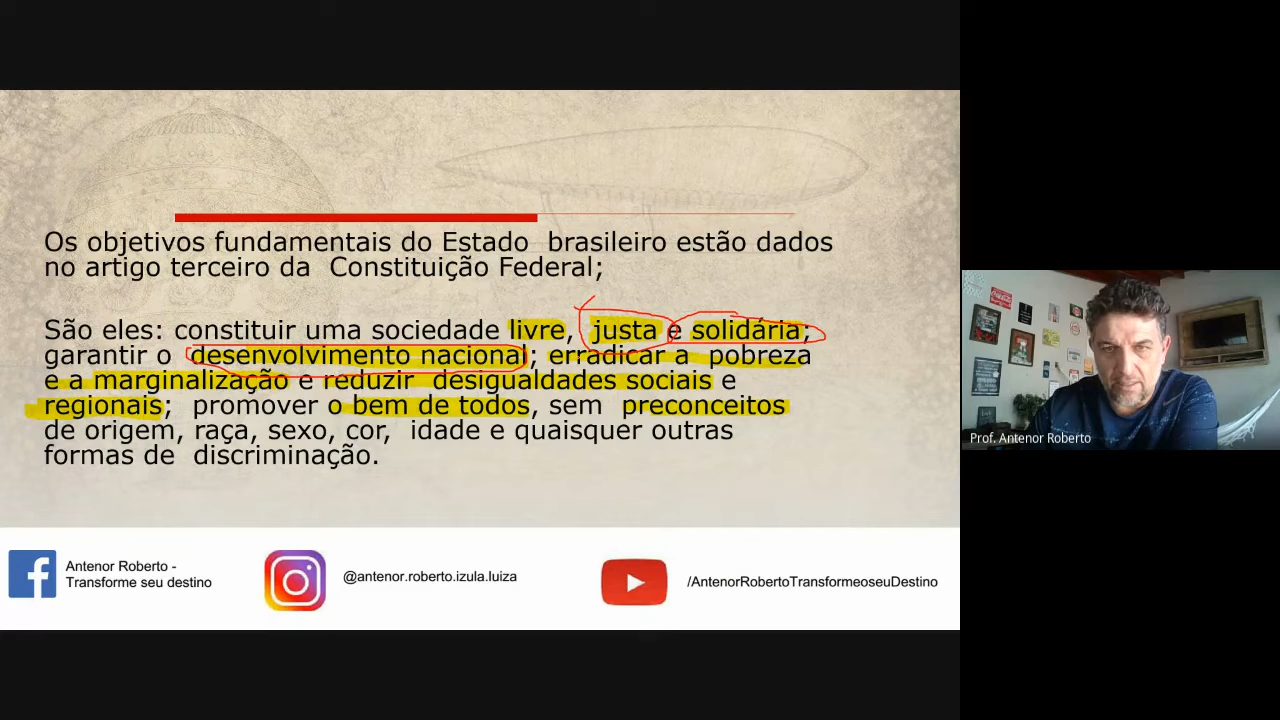 Os objetivos fundamentais do Estado brasileiro estão dados
no artigo terceiro da Constituição Federal;
São eles: constituir uma sociedade livre, justa e solidária;
garantir o desenvolvimento nacional; erradicar a pobreza
e a marginalização e reduzir desigualdades sociais e
regionais; promover o bem de todos, sem preconceitos
de origem, raça, sexo, cor, idade e quaisquer outras
formas de discriminação.
Antenor Roberto -
Transforme seu destino
@antenor.roberto.izula.luiza
/AntenorRobertoTransformeoseuDestino
Prof. Antenor Roberto